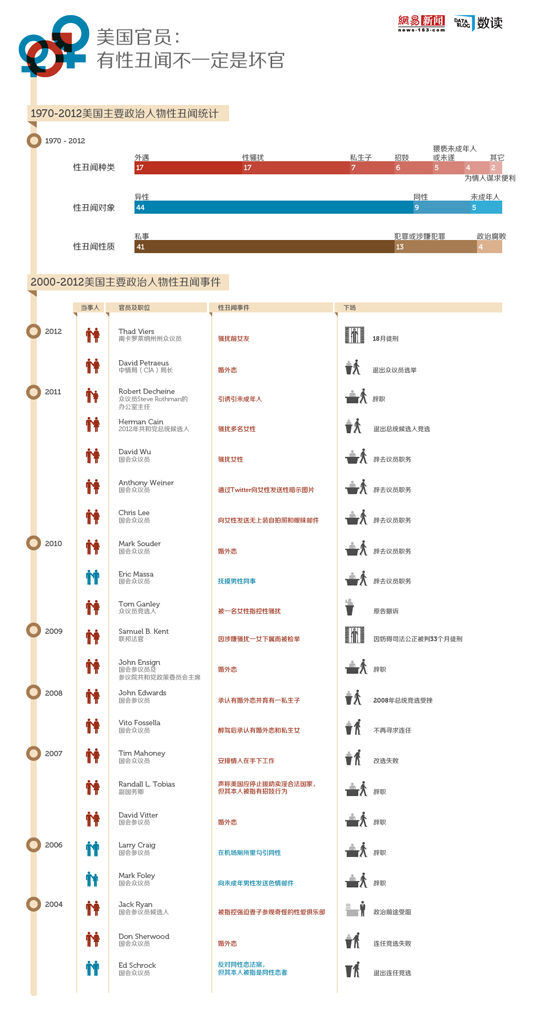 美国官员：
有性丑闻不一定是坏官
網易 新闻
news·163.com
DATA BLOG 数读
1970-2012美国主要政治人物性丑闻统计
1970 - 2012
性丑闻种类
外遇 性骚扰 私生子 招妓 猥亵未成年人或未遂 其它
17 17 7 6 5 4 2
为情人谋求便利
性丑闻对象
异性 同性 未成年人
44 9 5
性丑闻性质
私事 犯罪或涉嫌犯罪 政治腐败
41 13 4
2000-2012美国主要政治人物性丑闻事件
当事人 官员及职位 性丑闻事件 下场
2012
Thad Viers
南卡罗莱纳州州众议员
骚扰前女友
18月徒刑
David Petraeus
中情局（CIA）局长
婚外恋
退出众议员选举
2011
Robert Decheine
众议员Steve Rothman的
办公室主任
引诱引未成年人
辞职
Herman Cain
2012年共和党总统候选人
骚扰多名女性
退出总统候选人竞选
David Wu
国会众议员
骚扰女性
辞去议员职务
Anthony Weiner
国会众议员
通过Twitter向女性发送性暗示图片
辞去议员职务
Chris Lee
国会众议员
向女性发送无上装自拍照和暧昧邮件
辞去议员职务
2010
Mark Souder
国会众议员
婚外恋
辞去议员职务
Eric Massa
国会众议员
抚摸男性同事
辞去议员职务
Tom Ganley
众议员竞选人
被一名女性指控性骚扰
原告撤诉
2009
Samuel B. Kent
联邦法官
因涉嫌骚扰一女下属而被检举
因妨碍司法公正被判33个月徒刑
John Ensign
国会参议员及
参议院共和党政策委员会主席
婚外恋
辞职
2008
John Edwards
国会参议员
承认有婚外恋并育有一私生子
2008年总统竞选受挫
Vito Fossella
国会众议员
醉驾后承认有婚外恋和私生女
不再寻求连任
2007
Tim Mahoney
国会众议员
安排情人在手下工作
改选失败
Randall L. Tobias
副国务卿
声称美国应停止援助卖淫合法国家，
但其本人被指有招妓行为
辞职
David Vitter
国会参议员
婚外恋
辞职
2006
Larry Craig
国会参议员
在机场厕所里勾引同性
辞职
Mark Foley
国会众议员
向未成年男性发送色情邮件
辞职
2004
Jack Ryan
国会参议员候选人
被指控强迫妻子参观奇怪的性爱俱乐部
政治前途受阻
Don Sherwood
国会众议员
婚外恋
连任竞选失败
Ed Schrock
国会众议员
反对同性恋法案，
但其本人被指是同性恋者
退出连任竞选